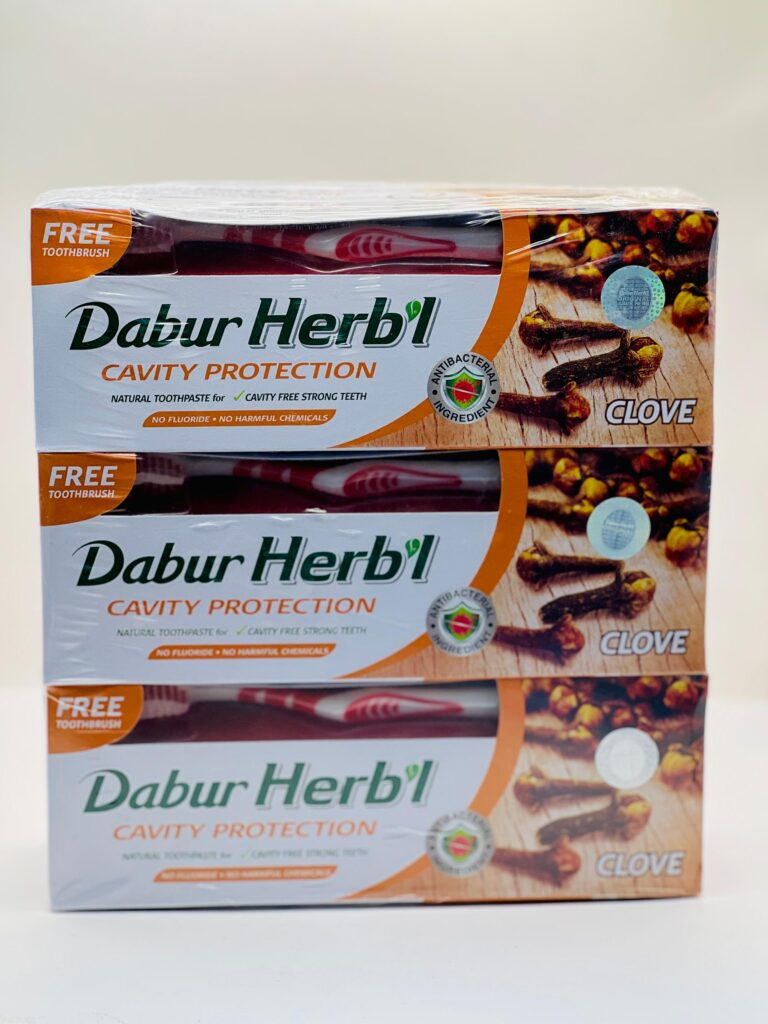 FREE
TOOTHBRUSH
Dabur Herb'l
CAVITY PROTECTION
NATURAL TOOTHPASTE for ✓ CAVITY FREE STRONG TEETH
NO FLUORIDE • NO HARMFUL CHEMICALS
ANTIBACTERIAL
INGREDIENT
CLOVE
FREE
TOOTHBRUSH
Dabur Herb'l
CAVITY PROTECTION
NATURAL TOOTHPASTE for ✓ CAVITY FREE STRONG TEETH
NO FLUORIDE • NO HARMFUL CHEMICALS
ANTIBACTERIAL
INGREDIENT
CLOVE
FREE
TOOTHBRUSH
Dabur Herb'l
CAVITY PROTECTION
NATURAL TOOTHPASTE for ✓ CAVITY FREE STRONG TEETH
NO FLUORIDE • NO HARMFUL CHEMICALS
ANTIBACTERIAL
INGREDIENT
CLOVE